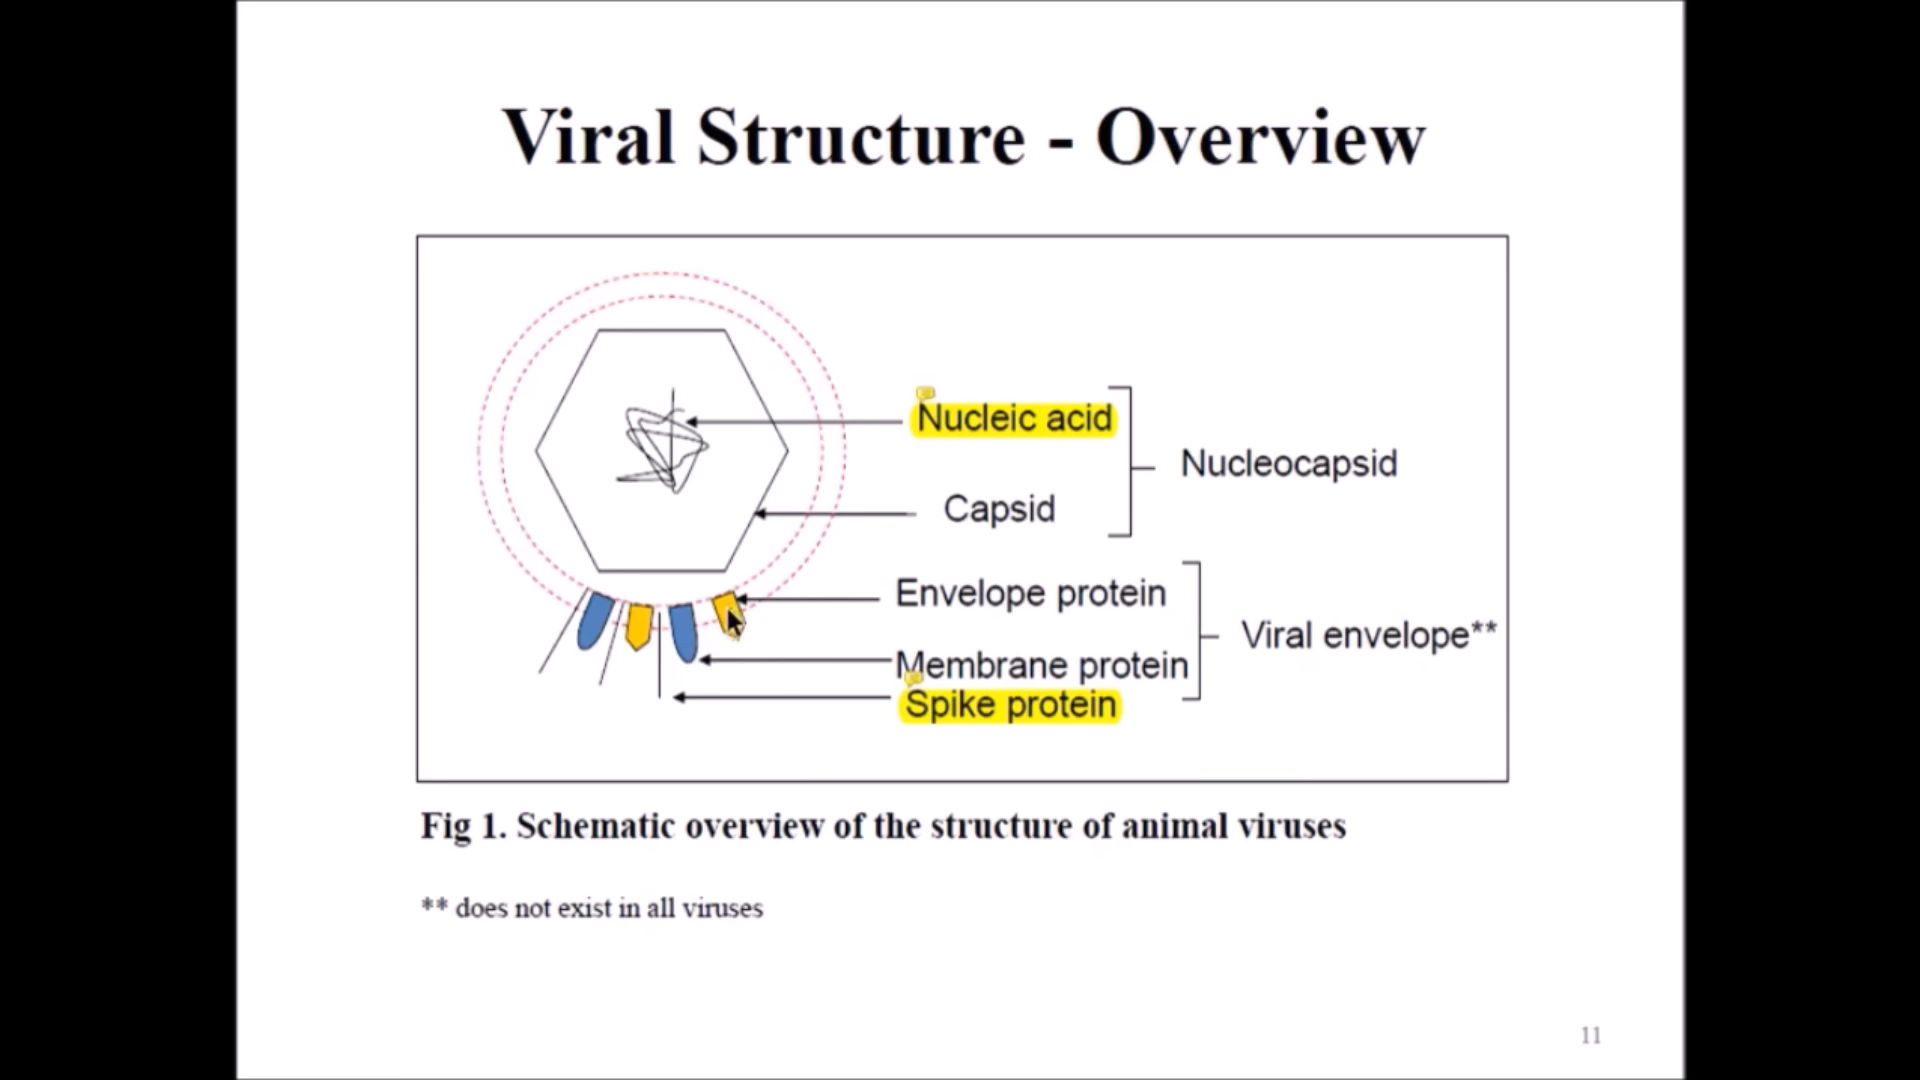 Viral Structure - Overview
Nucleic acid
Nucleocapsid
Capsid
Envelope protein
Viral envelope**
Membrane protein
Spike protein
Fig 1. Schematic overview of the structure of animal viruses
** does not exist in all viruses
11